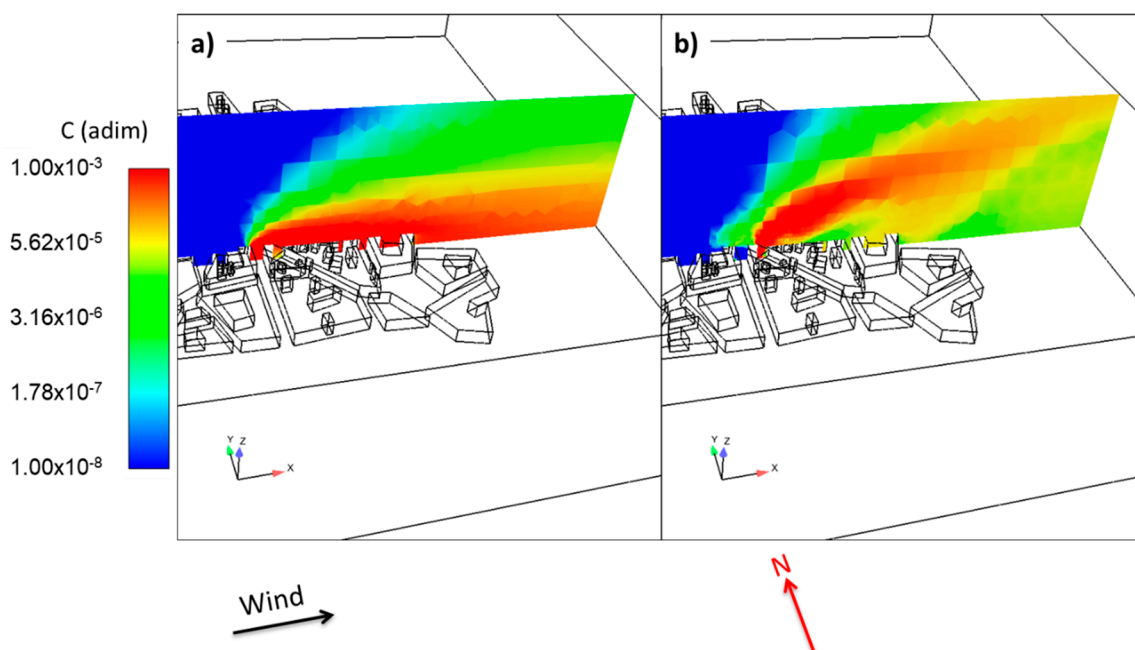 a)
b)
C (adim)
1.00x10⁻³
5.62x10⁻⁵
3.16x10⁻⁶
1.78x10⁻⁷
1.00x10⁻⁸
Y Z X
Y Z X
Wind
N